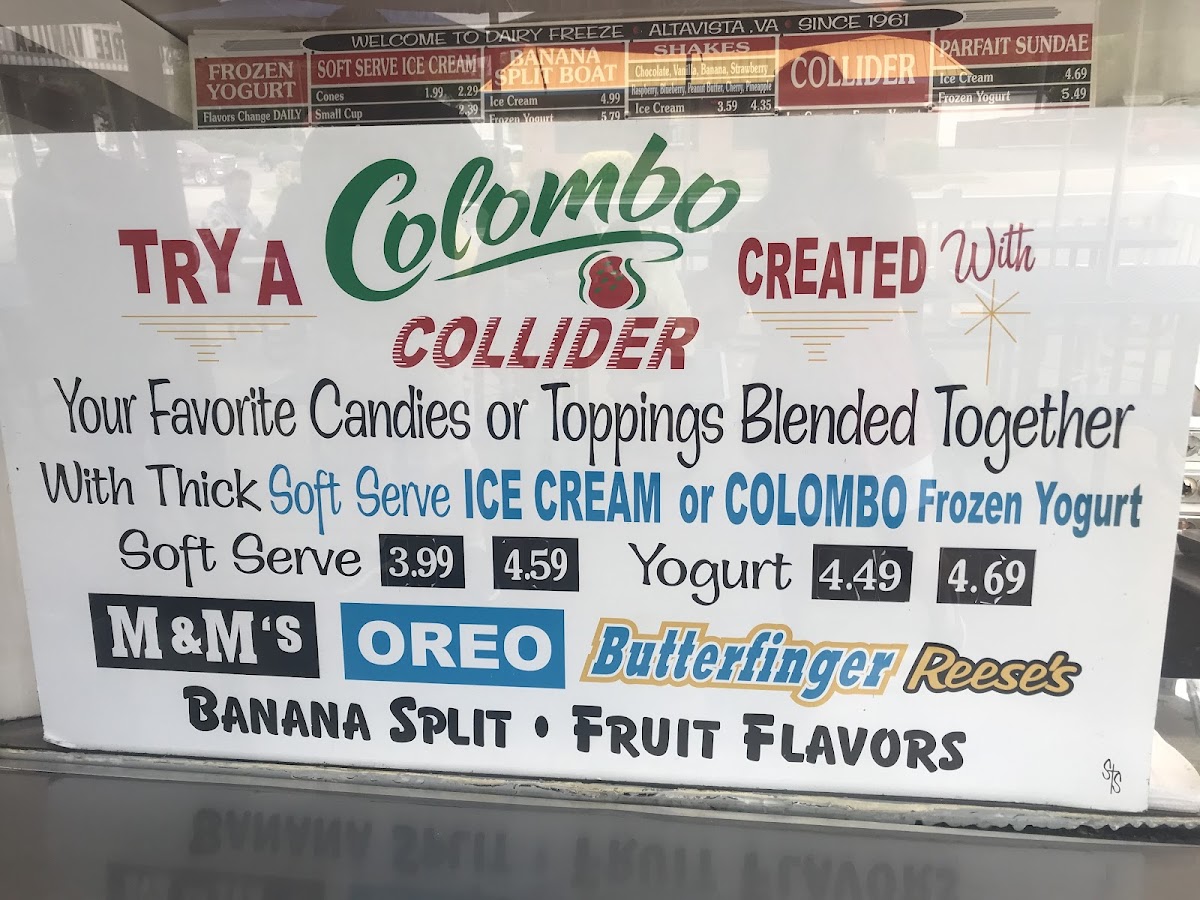 WELCOME TO DAIRY FREEZE • ALTAVISTA, VA • SINCE 1961
FROZEN YOGURT
Flavors Change DAILY
SOFT SERVE ICE CREAM
Cones 1.99 2.29
Small Cup 2.39
BANANA SPLIT BOAT
Ice Cream 4.99
Frozen Yogurt 5.79
SHAKES
Chocolate, Vanilla, Banana, Strawberry
Raspberry, Blueberry, Peanut Butter, Cherry, Pineapple
Ice Cream 3.59 4.35
COLLIDER
PARFAIT SUNDAE
Ice Cream 4.69
Frozen Yogurt 5.49
TRY A Colombo CREATED With
COLLIDER
Your Favorite Candies or Toppings Blended Together
With Thick Soft Serve ICE CREAM or COLOMBO Frozen Yogurt
Soft Serve 3.99 4.59 Yogurt 4.49 4.69
M&M'S OREO Butterfinger Reese's
BANANA SPLIT • FRUIT FLAVORS
STS